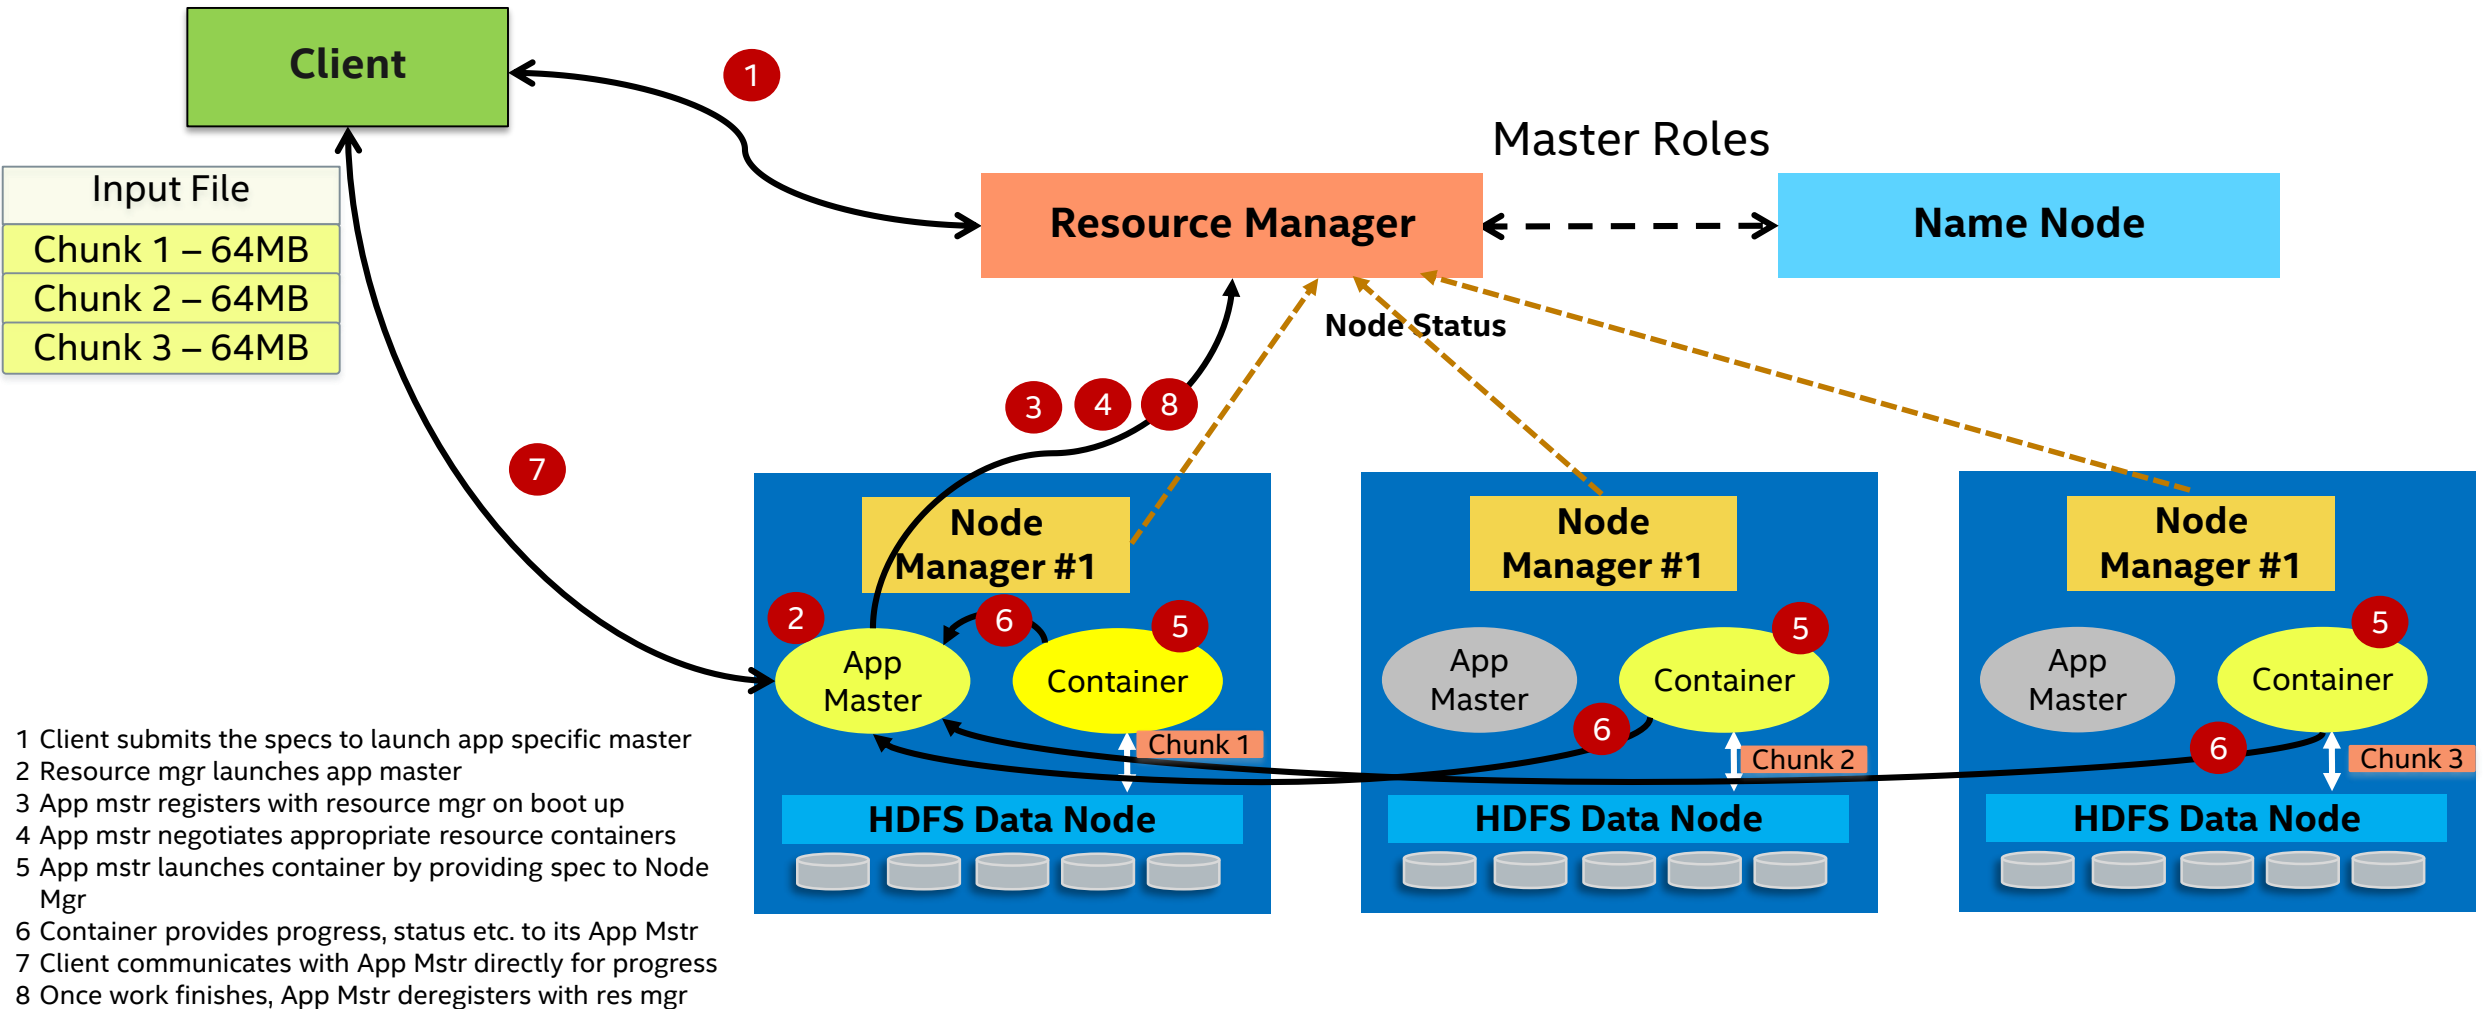 Client
1
Master Roles
Input File
Chunk 1 – 64MB
Chunk 2 – 64MB
Chunk 3 – 64MB
Resource Manager
Name Node
Node Status
3
4
8
7
Node
Manager #1
2
6
5
App
Master
Container
Chunk 1
HDFS Data Node
Node
Manager #1
5
App
Master
Container
6
Chunk 2
HDFS Data Node
Node
Manager #1
5
App
Master
Container
6
Chunk 3
HDFS Data Node
1 Client submits the specs to launch app specific master
2 Resource mgr launches app master
3 App mstr registers with resource mgr on boot up
4 App mstr negotiates appropriate resource containers
5 App mstr launches container by providing spec to Node
Mgr
6 Container provides progress, status etc. to its App Mstr
7 Client communicates with App Mstr directly for progress
8 Once work finishes, App Mstr deregisters with res mgr